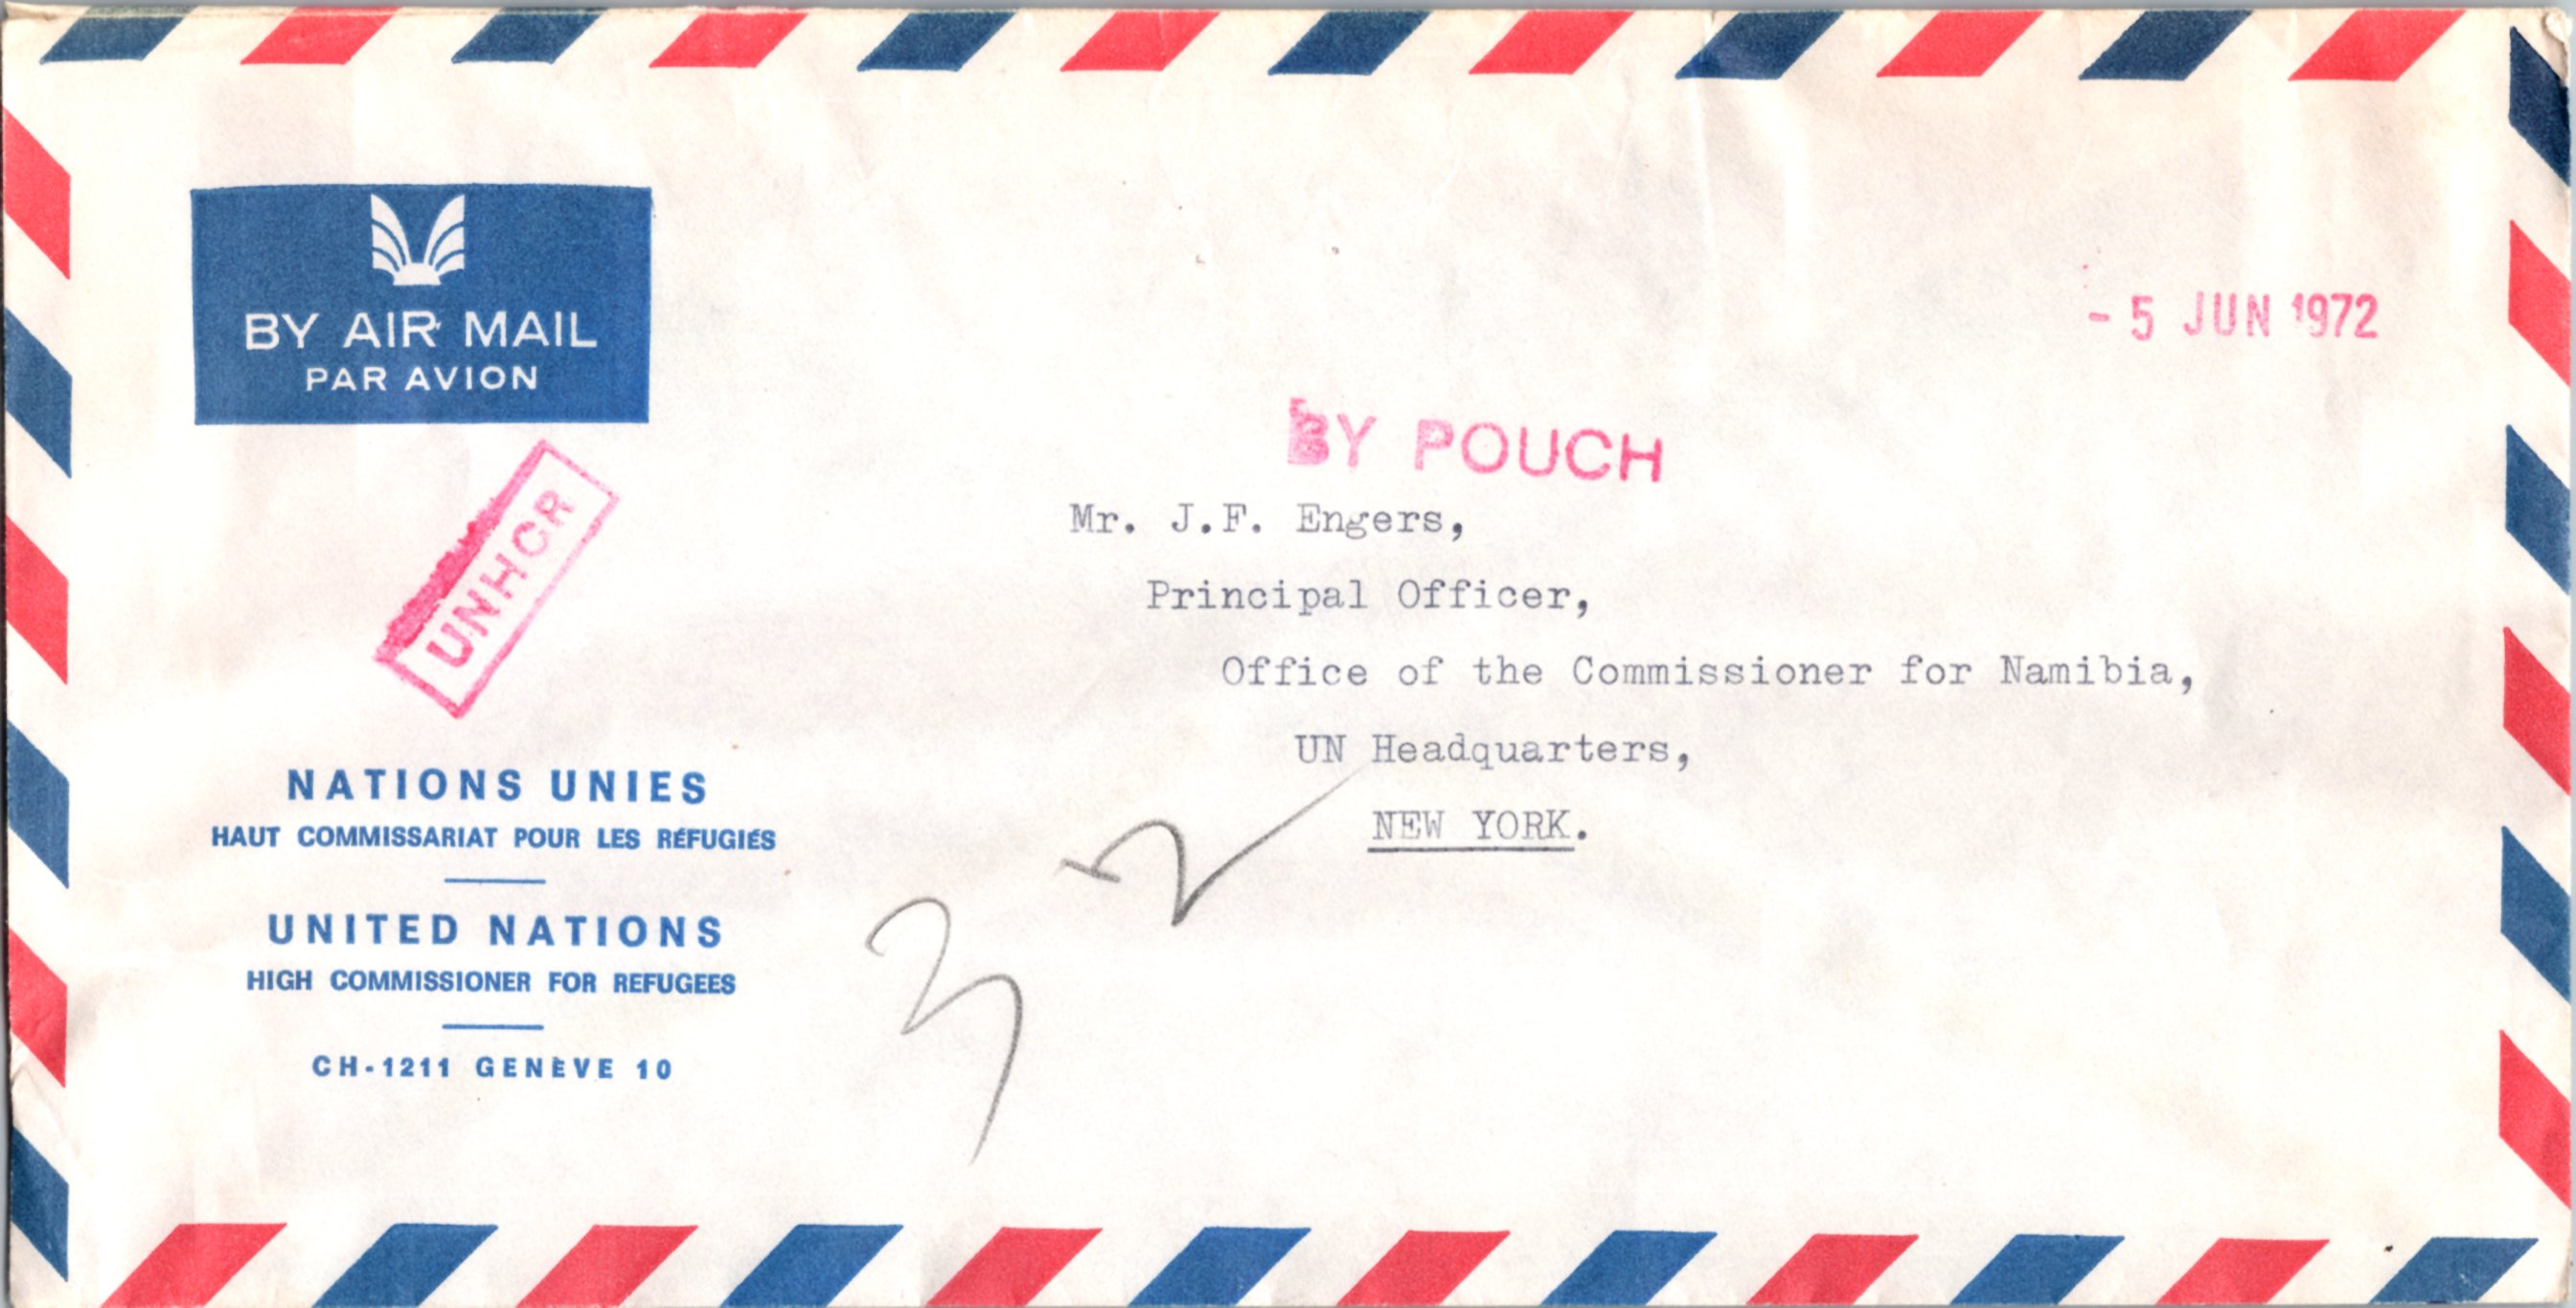 BY AIR MAIL
PAR AVION
- 5 JUN 1972
BY POUCH
UNHCR
Mr. J.F. Engers,
Principal Officer,
Office of the Commissioner for Namibia,
UN Headquarters,
NEW YORK.
NATIONS UNIES
HAUT COMMISSARIAT POUR LES RÉFUGIÉS
UNITED NATIONS
HIGH COMMISSIONER FOR REFUGEES
CH-1211 GENÈVE 10